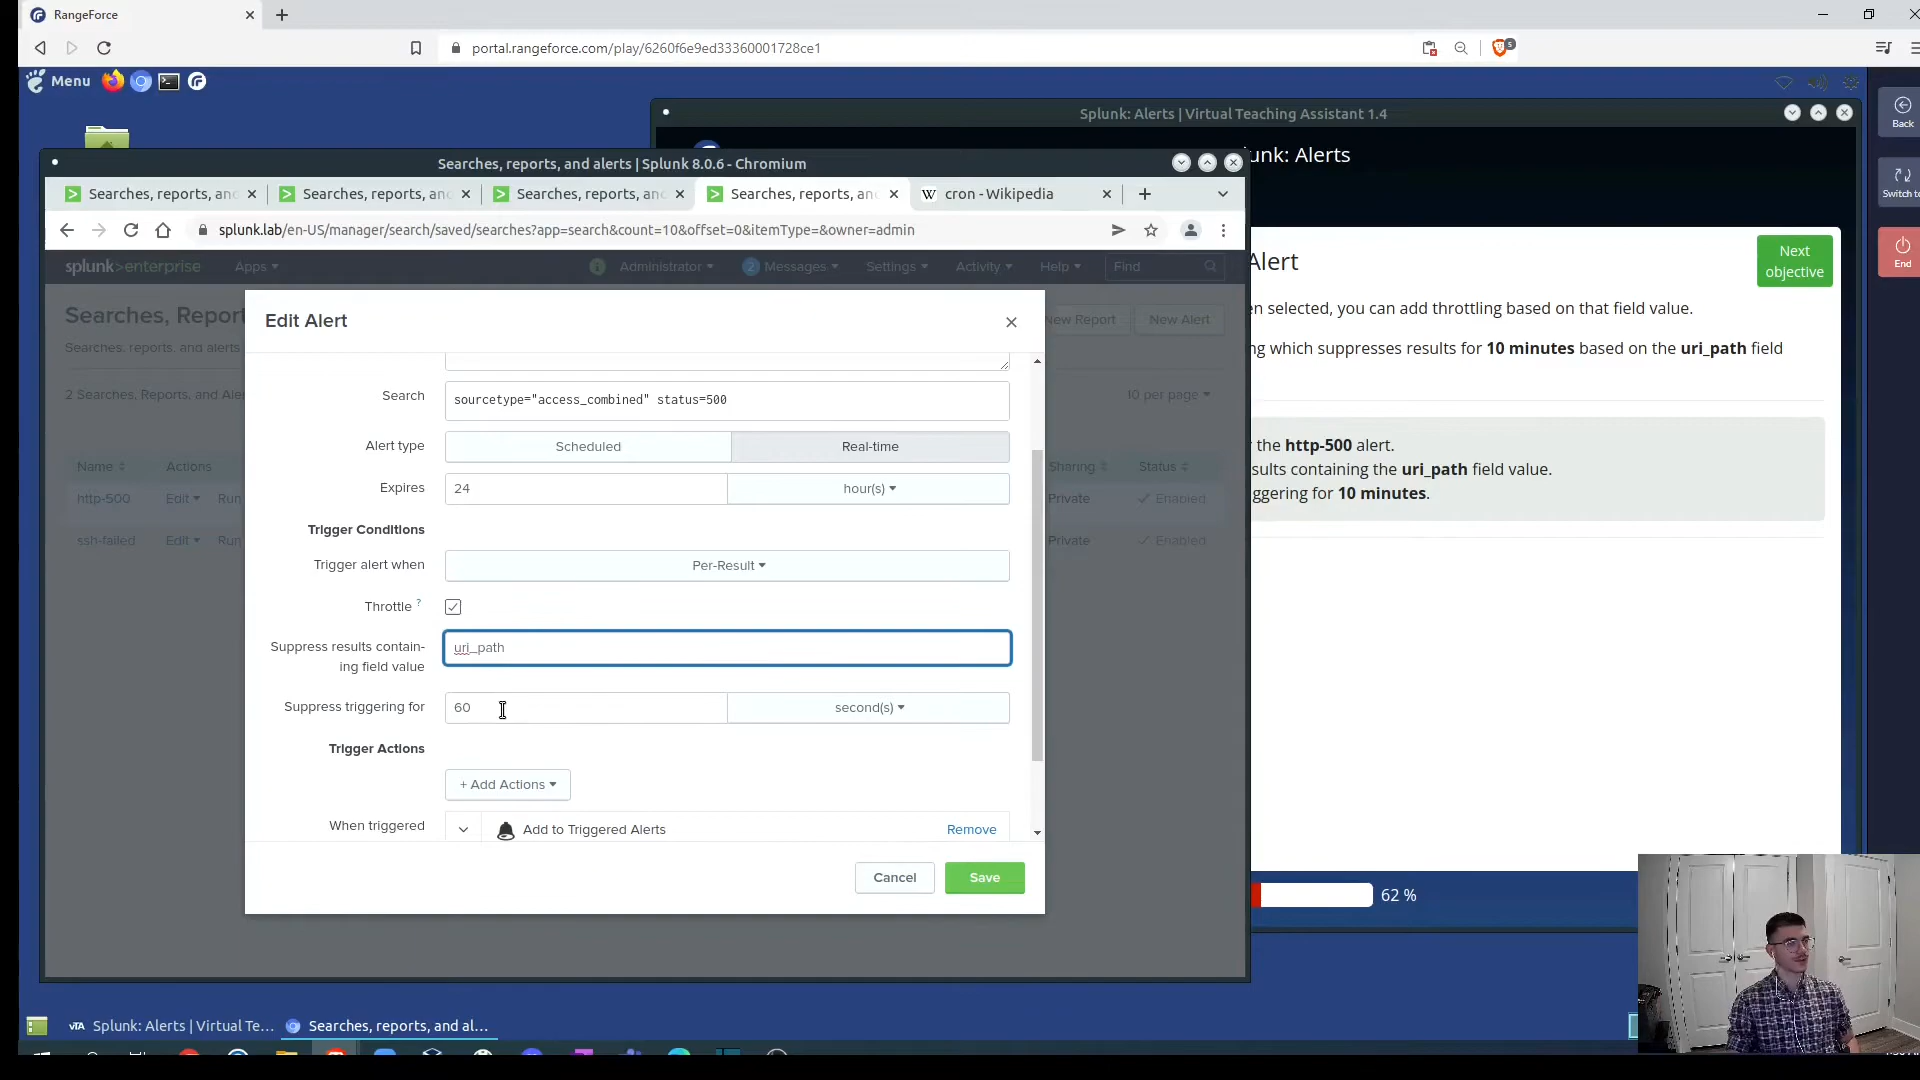 RangeForce
portal.rangeforce.com/play/6260f6e9ed33360001728ce1
5
Menu
Splunk: Alerts | Virtual Teaching Assistant 1.4
Back
Switch to
End
unk: Alerts
Searches, reports, and alerts | Splunk 8.0.6 - Chromium
Searches, reports, and
Searches, reports, and
Searches, reports, and
Searches, reports, an
W cron - Wikipedia
splunk.lab/en-US/manager/search/saved/searches?app=search&count=10&offset=0&itemType=&owner=admin
splunk>enterprise Apps i Administrator 2 Messages Settings Activity Help Find
Searches, Report
New Report New Alert
Searches, reports, and alerts
2 Searches, Reports, and Aler
10 per page
Name Actions Sharing Status
http-500 Edit Run Private Enabled
ssh-failed Edit Run Private Enabled
Edit Alert
Search sourcetype="access_combined" status=500
Alert type Scheduled Real-time
Expires 24 hour(s)
Trigger Conditions
Trigger alert when Per-Result
Throttle ?
Suppress results contain-
ing field value
uri_path
Suppress triggering for 60 second(s)
Trigger Actions
+ Add Actions
When triggered Add to Triggered Alerts Remove
Cancel Save
Alert
Next
objective
n selected, you can add throttling based on that field value.
ng which suppresses results for 10 minutes based on the uri_path field
the http-500 alert.
sults containing the uri_path field value.
ggering for 10 minutes.
62 %
vTA Splunk: Alerts | Virtual Te...
Searches, reports, and al...